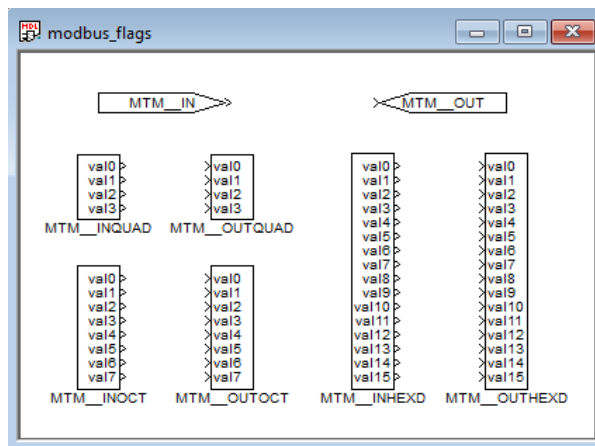 MDL
modbus_flags
MTM__IN
MTM__OUT
val0
val1
val2
val3
MTM__INQUAD
val0
val1
val2
val3
MTM__OUTQUAD
val0
val1
val2
val3
val4
val5
val6
val7
MTM__INOCT
val0
val1
val2
val3
val4
val5
val6
val7
MTM__OUTOCT
val0
val1
val2
val3
val4
val5
val6
val7
val8
val9
val10
val11
val12
val13
val14
val15
MTM__INHEXD
val0
val1
val2
val3
val4
val5
val6
val7
val8
val9
val10
val11
val12
val13
val14
val15
MTM__OUTHEXD